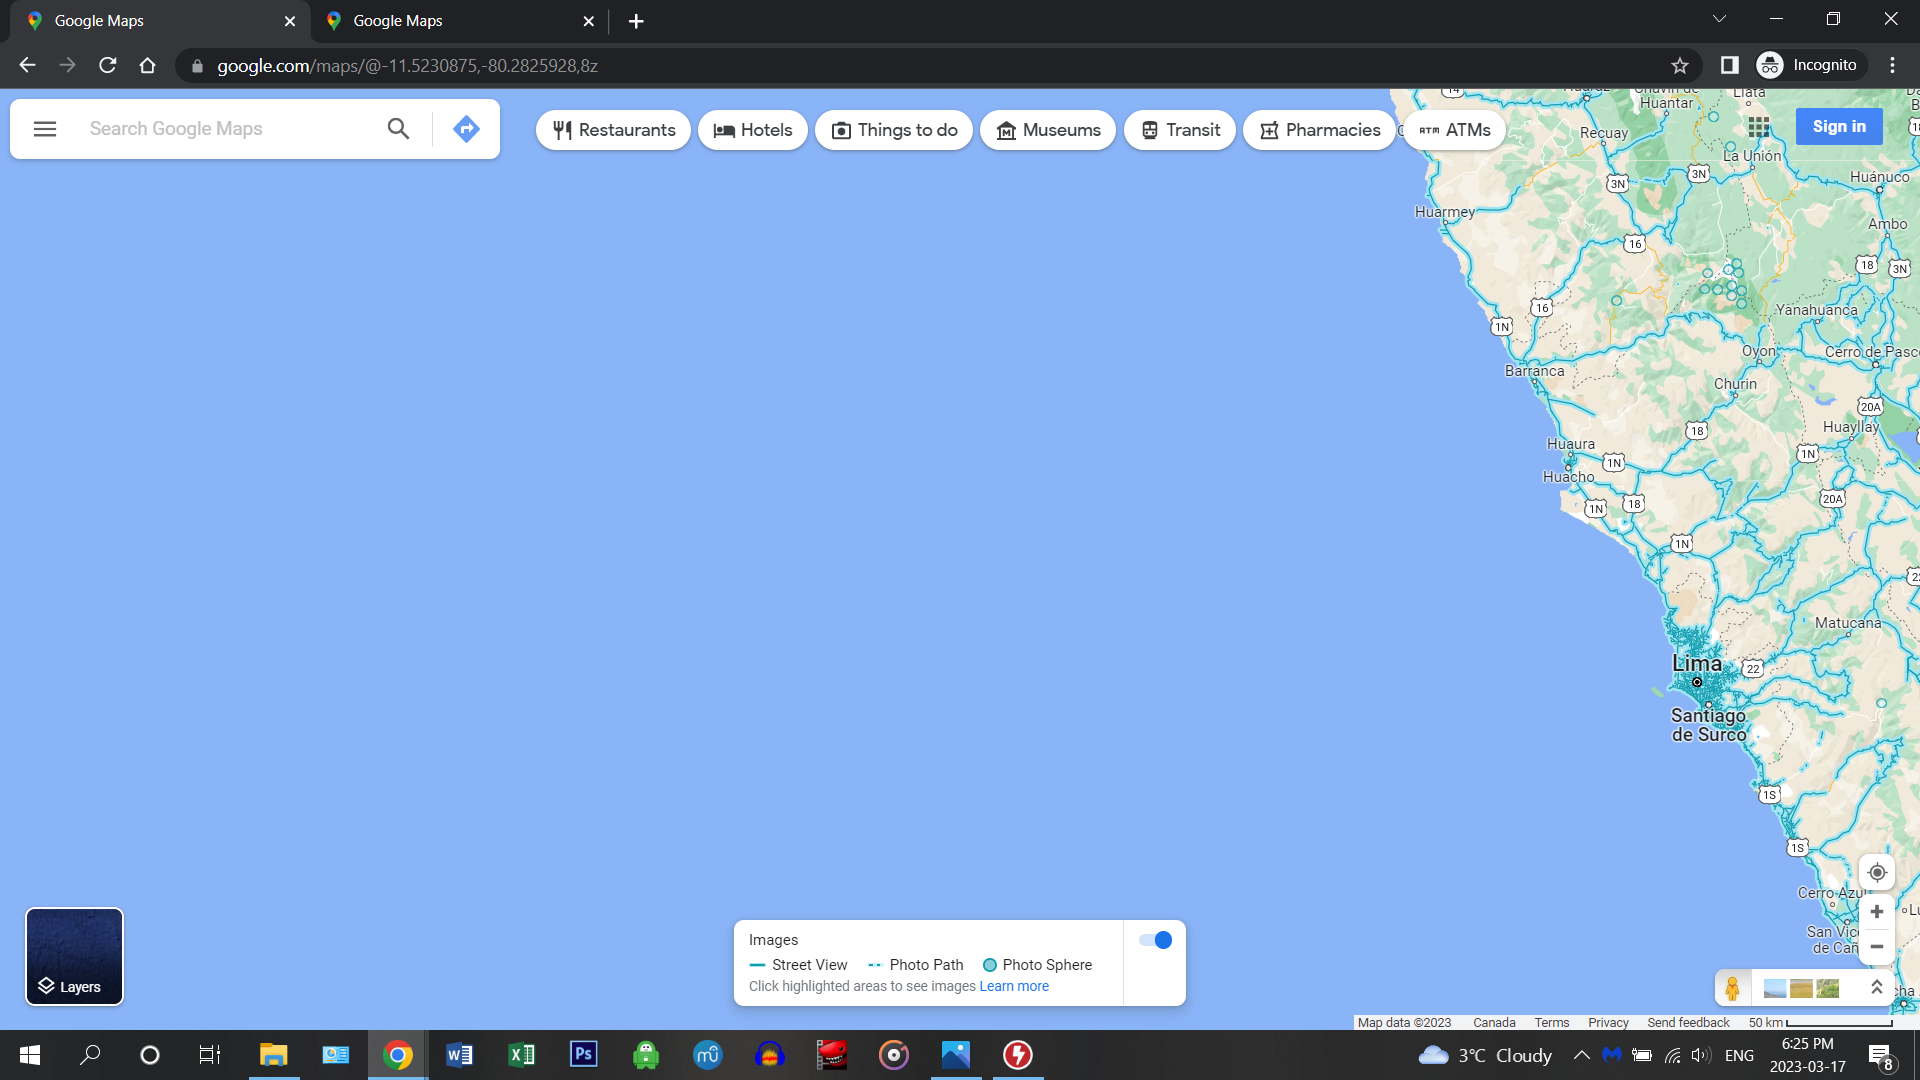 Google Maps
Google Maps
google.com/maps/@-11.5230875,-80.2825928,8z
Incognito
Search Google Maps
Restaurants
Hotels
Things to do
Museums
Transit
Pharmacies
ATMs
Sign in
14
Huantar
Llata
Recuay
La Unión
3N
3N
Huánuco
Huarmey
Ambo
16
18
3N
16
Yanahuanca
1N
Oyon
Cerro de Pasco
Barranca
Churin
20A
Huayllay
18
Huaura
1N
1N
Huacho
20A
1N
18
1N
22
Matucana
Lima
22
Santiago
de Surco
1S
1S
Cerro Azul
San Vic
de Cañ
Layers
Images
Street View
Photo Path
Photo Sphere
Click highlighted areas to see images Learn more
Map data ©2023
Canada
Terms
Privacy
Send feedback
50 km
3°C Cloudy
ENG
6:25 PM
2023-03-17
8